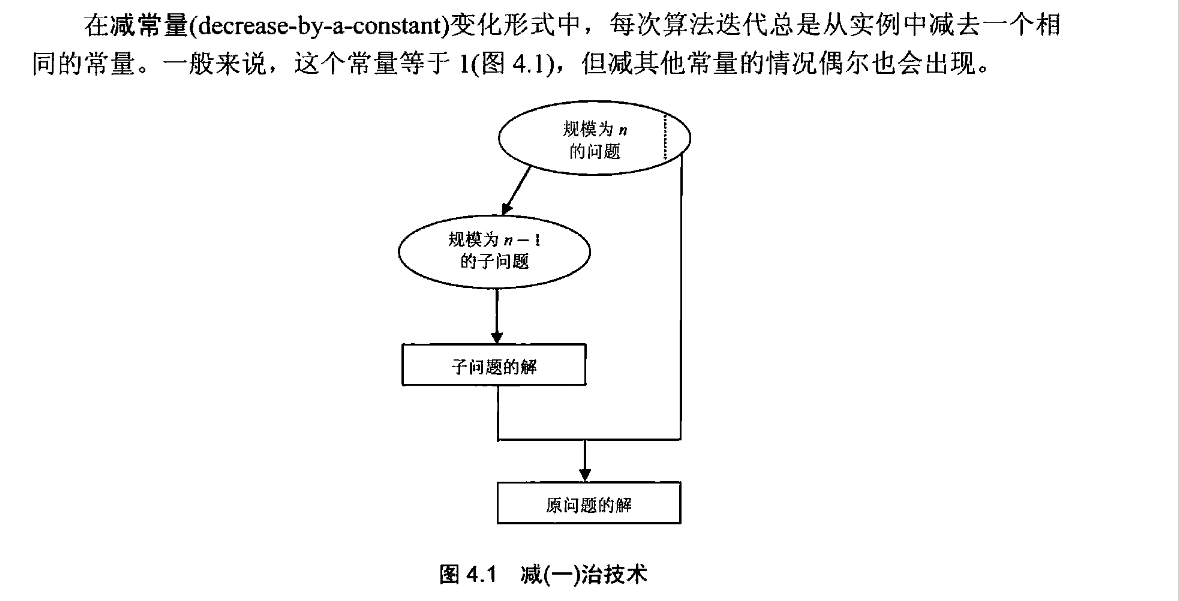 在减常量(decrease-by-a-constant)变化形式中，每次算法迭代总是从实例中减去一个相
同的常量。一般来说，这个常量等于 1(图 4.1)，但减其他常量的情况偶尔也会出现。
规模为 n
的问题
规模为 n－1
的子问题
子问题的解
原问题的解
图 4.1 减(一)治技术